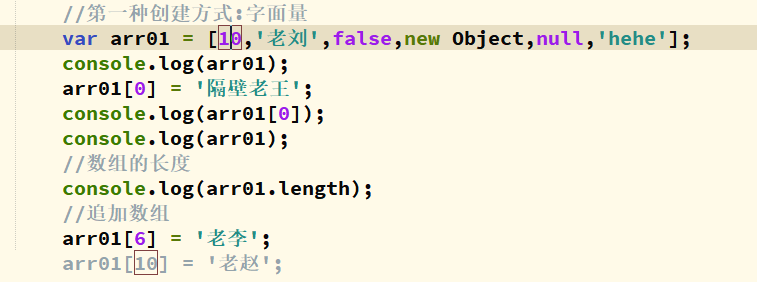 //第一种创建方式:字面量
var arr01 = [10,'老刘',false,new Object,null,'hehe'];
console.log(arr01);
arr01[0] = '隔壁老王';
console.log(arr01[0]);
console.log(arr01);
//数组的长度
console.log(arr01.length);
//追加数组
arr01[6] = '老李';
arr01[10] = '老赵';